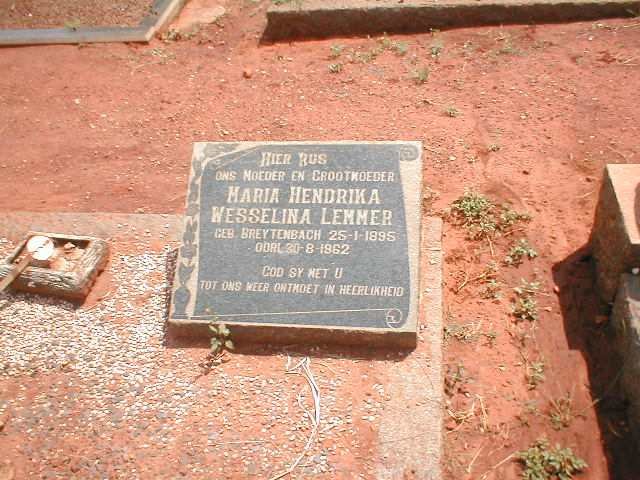 HIER RUS
ONS MOEDER EN GROOTMOEDER
MARIA HENDRIKA
WESSELINA LEMMER
GEB. BREYTENBACH 25-1-1895
OORL. 30-8-1962
GOD SY MET U
TOT ONS WEER ONTMOET IN HEERLIKHEID